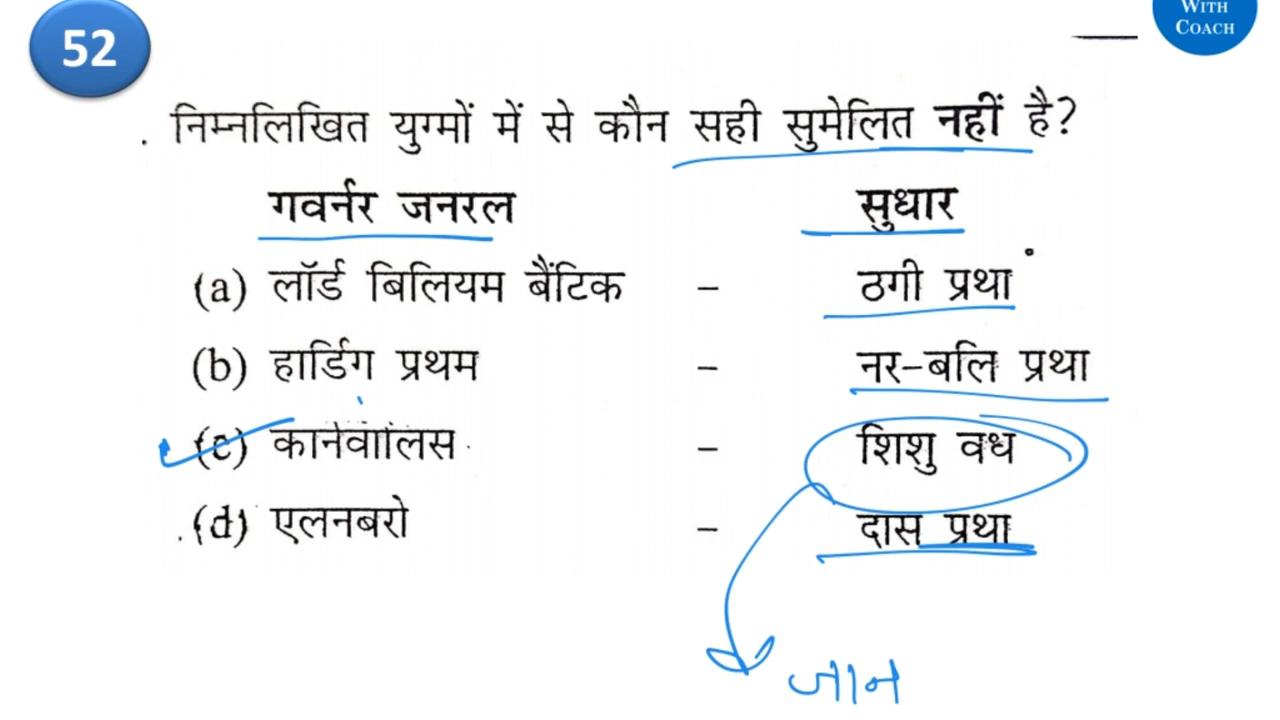 52
WITH
COACH
. निम्नलिखित युग्मों में से कौन सही सुमेलित नहीं है?
गवर्नर जनरल सुधार
(a) लॉर्ड बिलियम बैंटिक – ठगी प्रथा
(b) हार्डिंग प्रथम – नर-बलि प्रथा
(c) कार्नवालिस – शिशु वध
(d) एलनबरो – दास प्रथा
जान